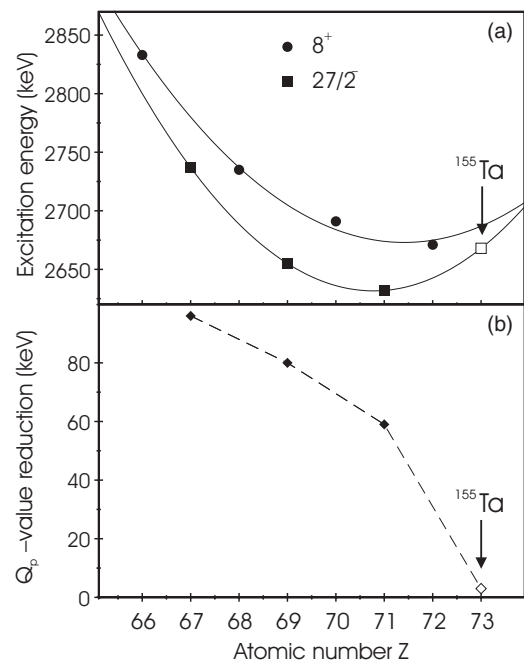 (a)
8⁺
27/2⁻
¹⁵⁵Ta
2850
2800
2750
2700
2650
Excitation energy (keV)
(b)
¹⁵⁵Ta
80
60
40
20
0
Qₚ –value reduction (keV)
66 67 68 69 70 71 72 73
Atomic number Z